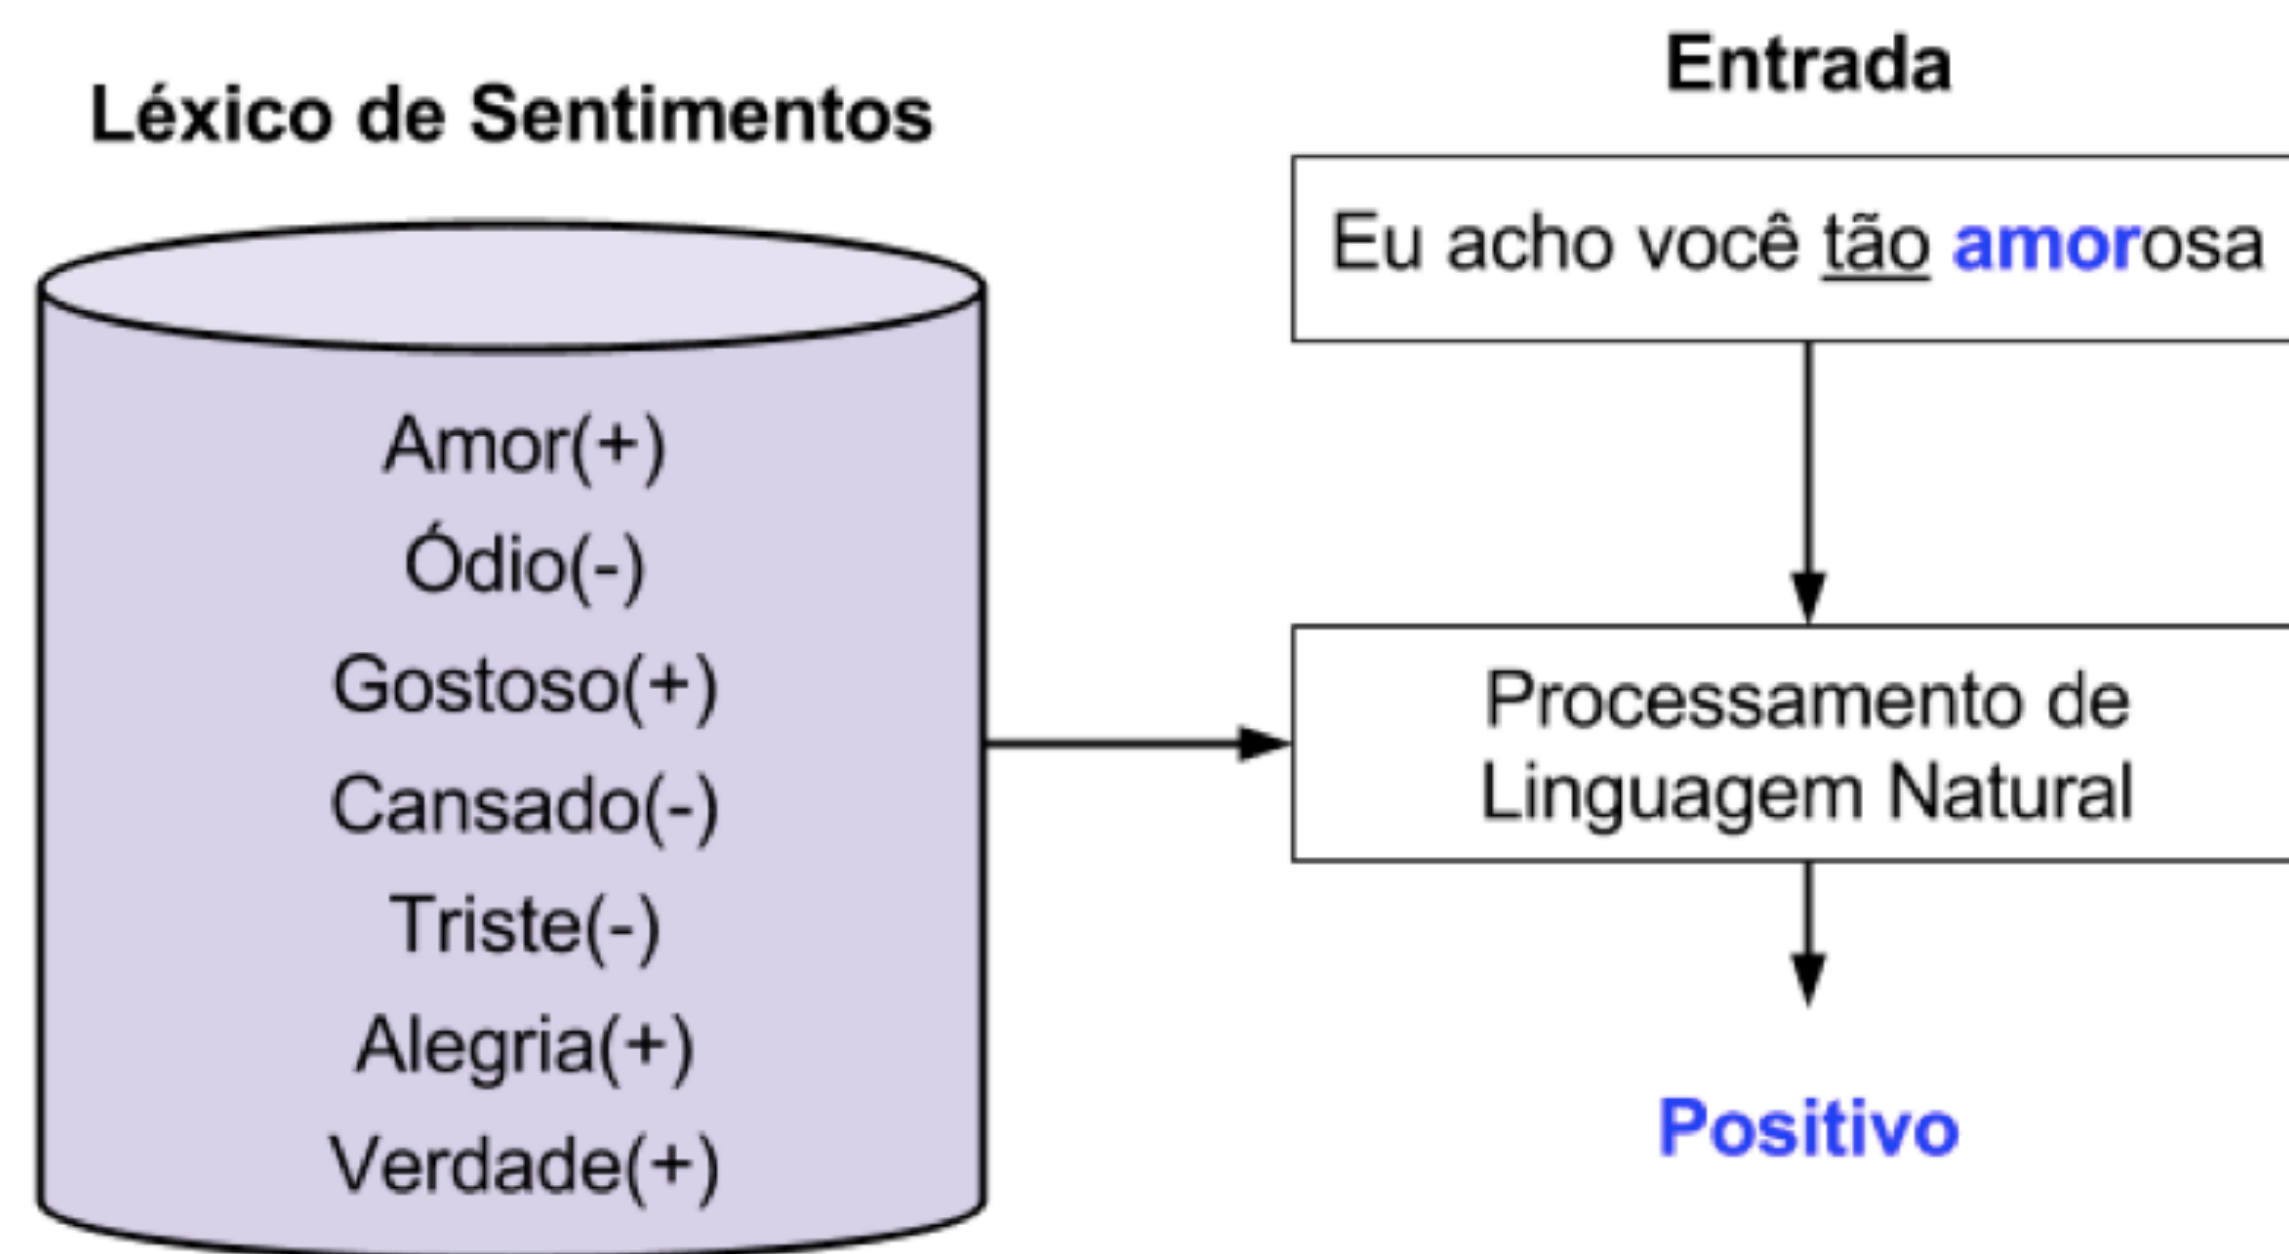 Léxico de Sentimentos
Amor(+)
Ódio(-)
Gostoso(+)
Cansado(-)
Triste(-)
Alegria(+)
Verdade(+)
Entrada
Eu acho você tão amorosa
Processamento de
Linguagem Natural
Positivo